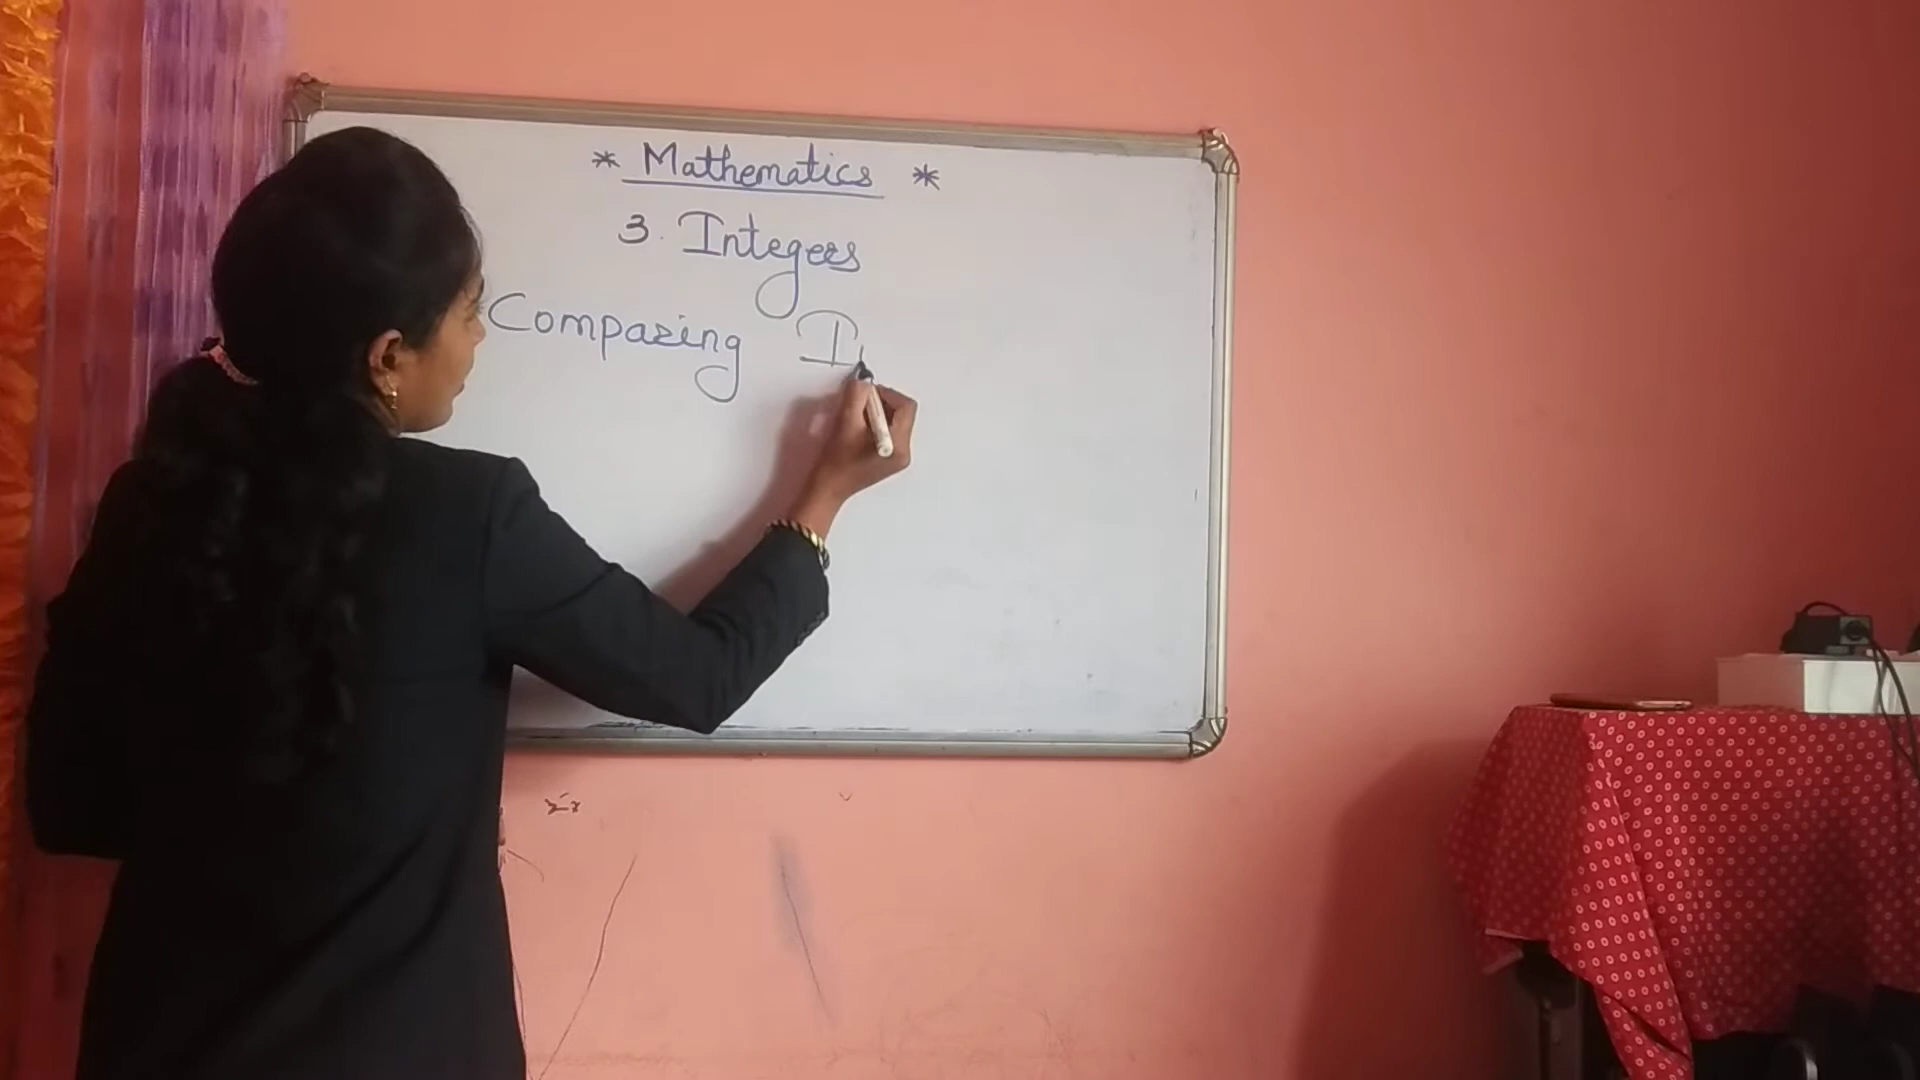 * Mathematics *
3. Integers
Comparing I